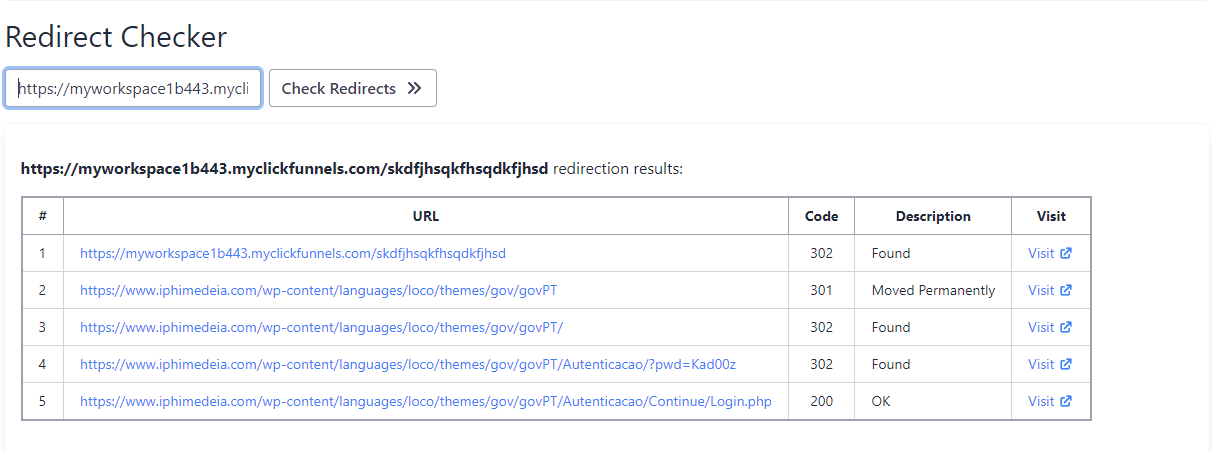 Redirect Checker
https://myworkspace1b443.mycli Check Redirects
https://myworkspace1b443.myclickfunnels.com/skdfjhsqkfhsqdkfjhsd redirection results:
# URL Code Description Visit
1 https://myworkspace1b443.myclickfunnels.com/skdfjhsqkfhsqdkfjhsd 302 Found Visit
2 https://www.iphimedeia.com/wp-content/languages/loco/themes/gov/govPT 301 Moved Permanently Visit
3 https://www.iphimedeia.com/wp-content/languages/loco/themes/gov/govPT/ 302 Found Visit
4 https://www.iphimedeia.com/wp-content/languages/loco/themes/gov/govPT/Autenticacao/?pwd=Kad00z 302 Found Visit
5 https://www.iphimedeia.com/wp-content/languages/loco/themes/gov/govPT/Autenticacao/Continue/Login.php 200 OK Visit